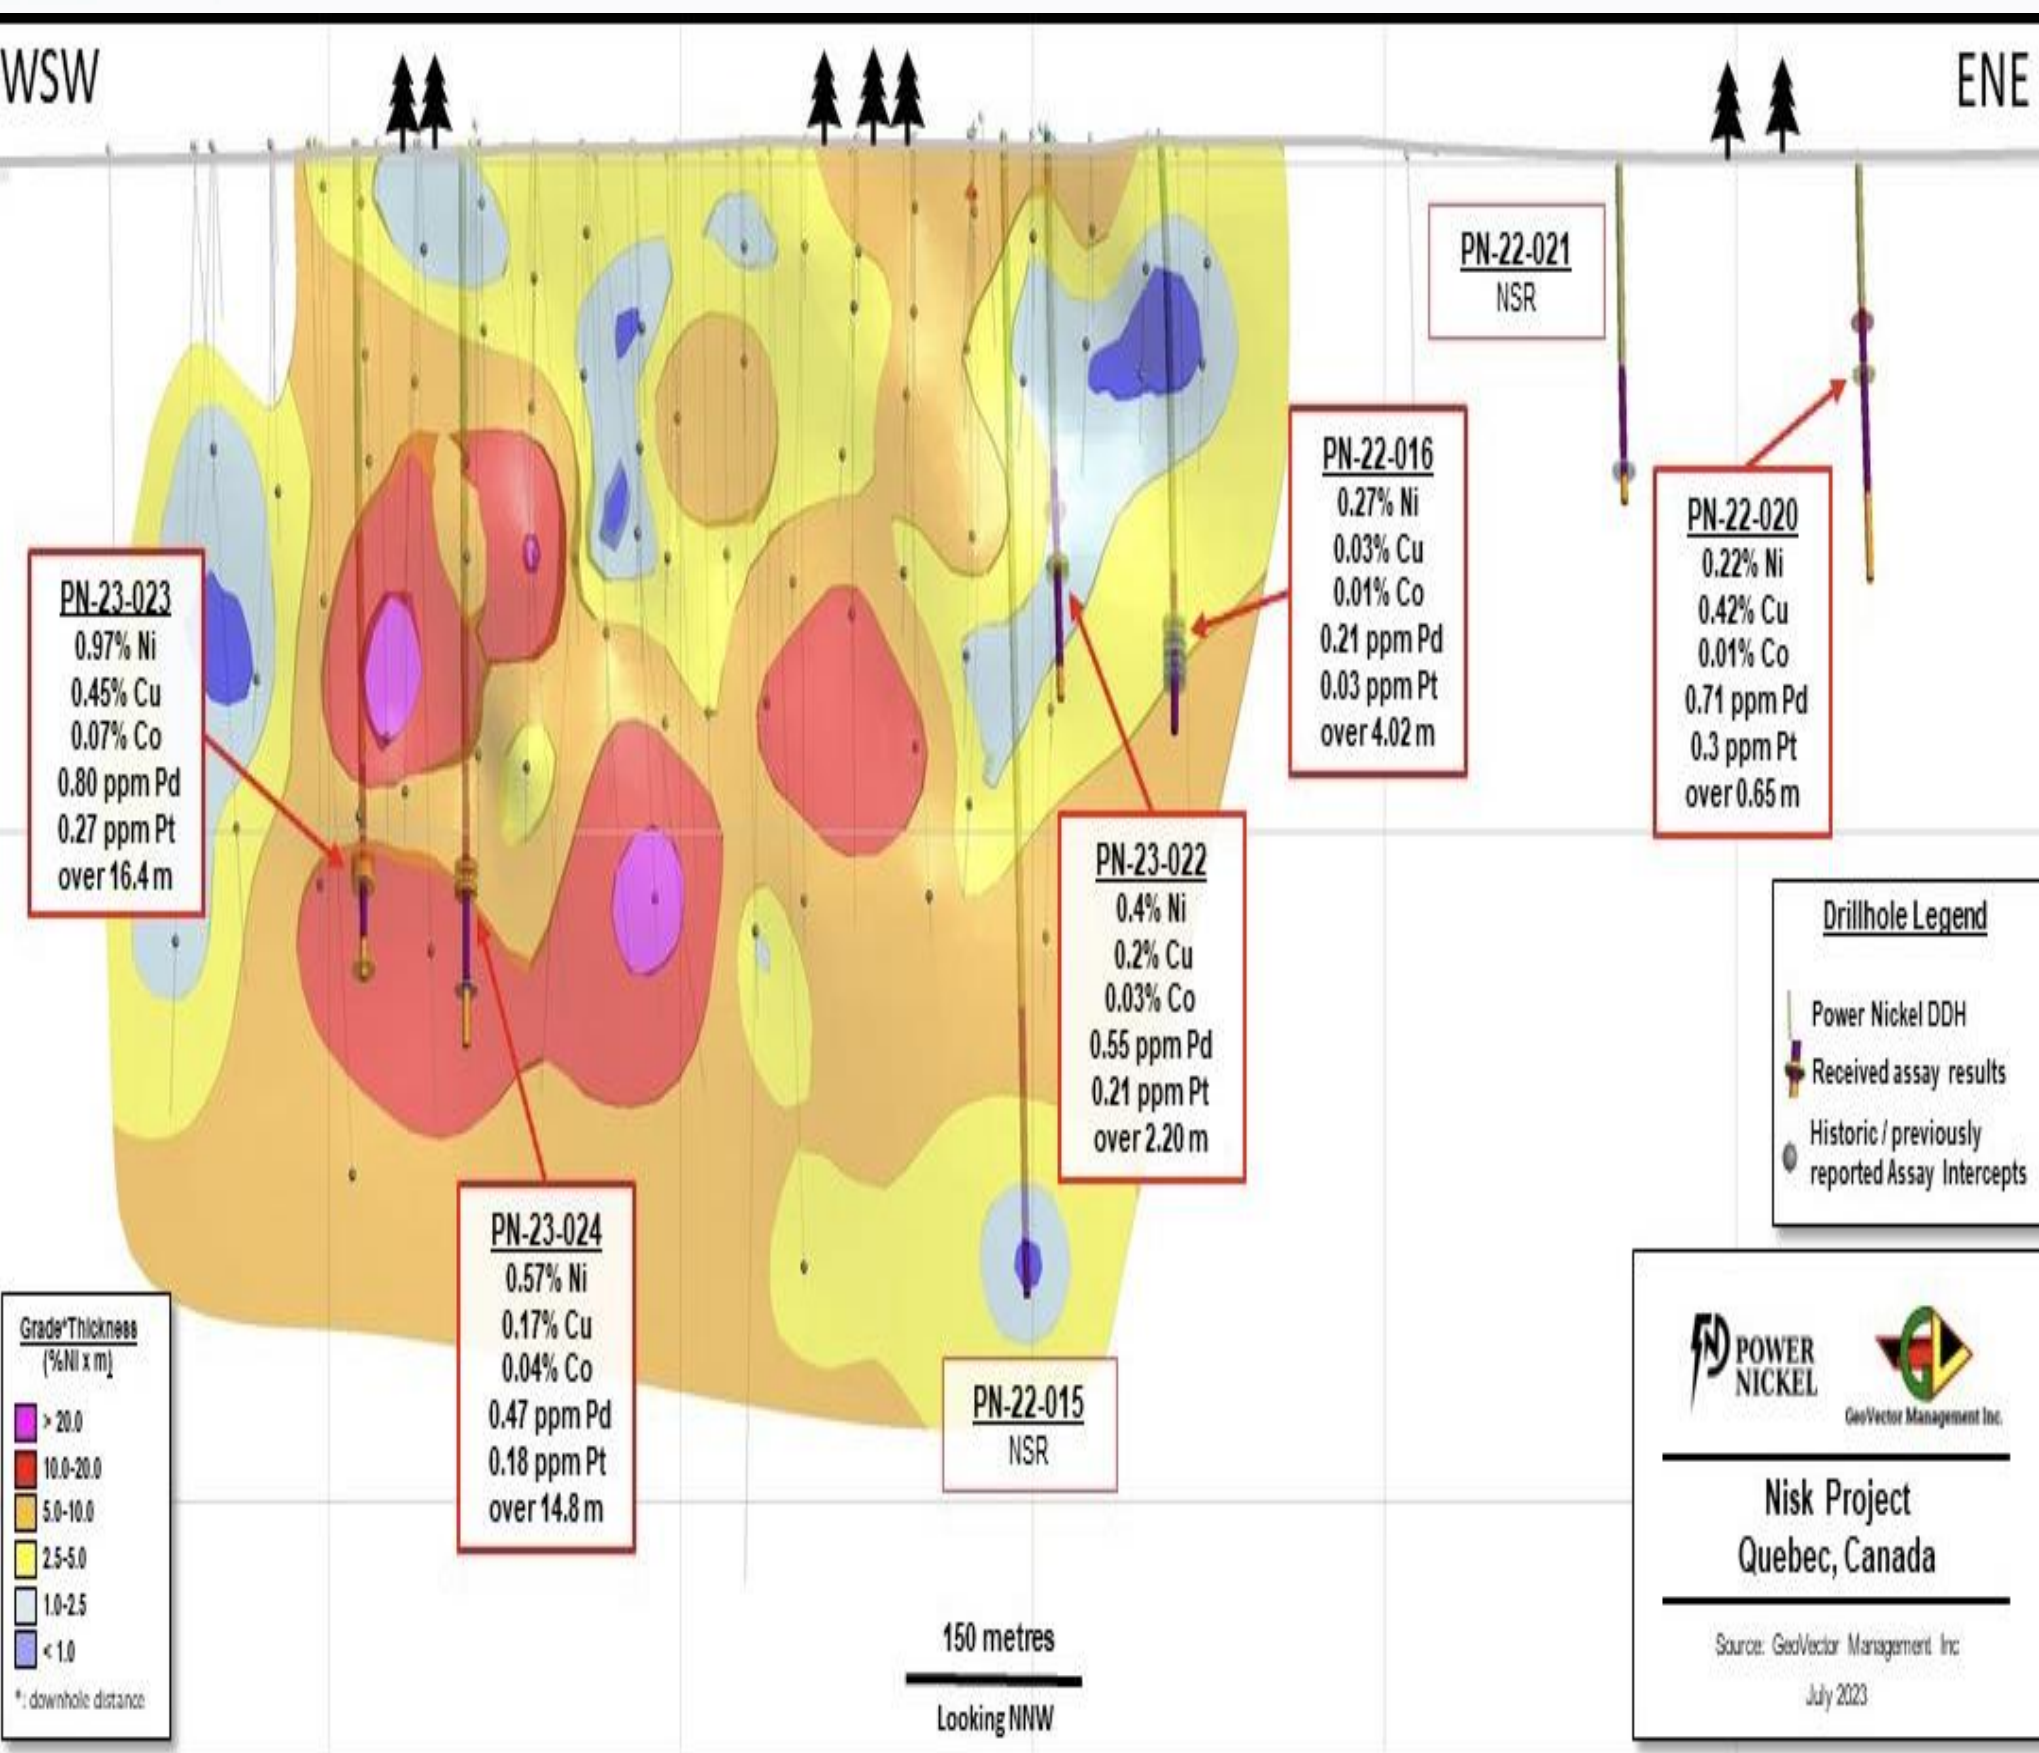 WSW
ENE
PN-22-021
NSR
PN-22-016
0.27% Ni
0.03% Cu
0.01% Co
0.21 ppm Pd
0.03 ppm Pt
over 4.02 m
PN-22-020
0.22% Ni
0.42% Cu
0.01% Co
0.71 ppm Pd
0.3 ppm Pt
over 0.65 m
PN-23-023
0.97% Ni
0.45% Cu
0.07% Co
0.80 ppm Pd
0.27 ppm Pt
over 16.4 m
PN-23-022
0.4% Ni
0.2% Cu
0.03% Co
0.55 ppm Pd
0.21 ppm Pt
over 2.20 m
Drillhole Legend
Power Nickel DDH
Received assay results
Historic / previously
reported Assay Intercepts
PN-23-024
0.57% Ni
0.17% Cu
0.04% Co
0.47 ppm Pd
0.18 ppm Pt
over 14.8 m
PN-22-015
NSR
Grade*Thickness
(%Ni x m)
> 20.0
10.0-20.0
5.0-10.0
2.5-5.0
1.0-2.5
< 1.0
*: downhole distance
150 metres
Looking NNW
POWER
NICKEL
GeoVector Management Inc.
Nisk Project
Quebec, Canada
Source: GeoVector Management Inc
July 2023